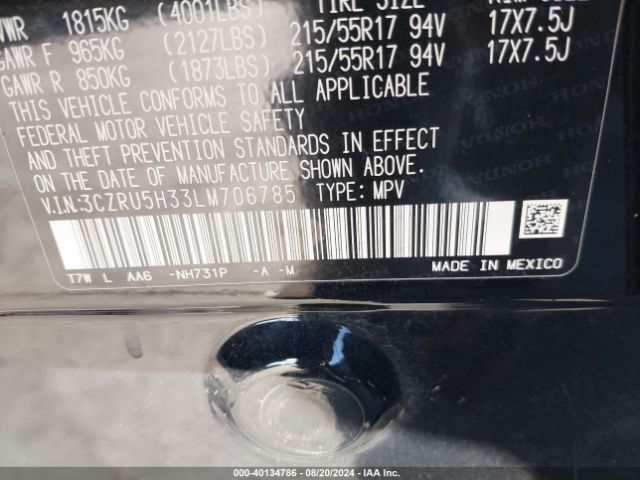 VWR 1815KG (4001LBS) TIRE SIZE
GAWR F 965KG (2127LBS) 215/55R17 94V 17X7.5J
GAWR R 850KG (1873LBS) 215/55R17 94V 17X7.5J
THIS VEHICLE CONFORMS TO ALL APPLICABLE
FEDERAL MOTOR VEHICLE SAFETY
AND THEFT PREVENTION STANDARDS IN EFFECT
ON THE DATE OF MANUFACTURE SHOWN ABOVE.
V.I.N:3CZRU5H33LM706785 TYPE: MPV
T7W L AA6 -NH731P -A -M MADE IN MEXICO
000-40134786 - 08/20/2024 - IAA Inc.